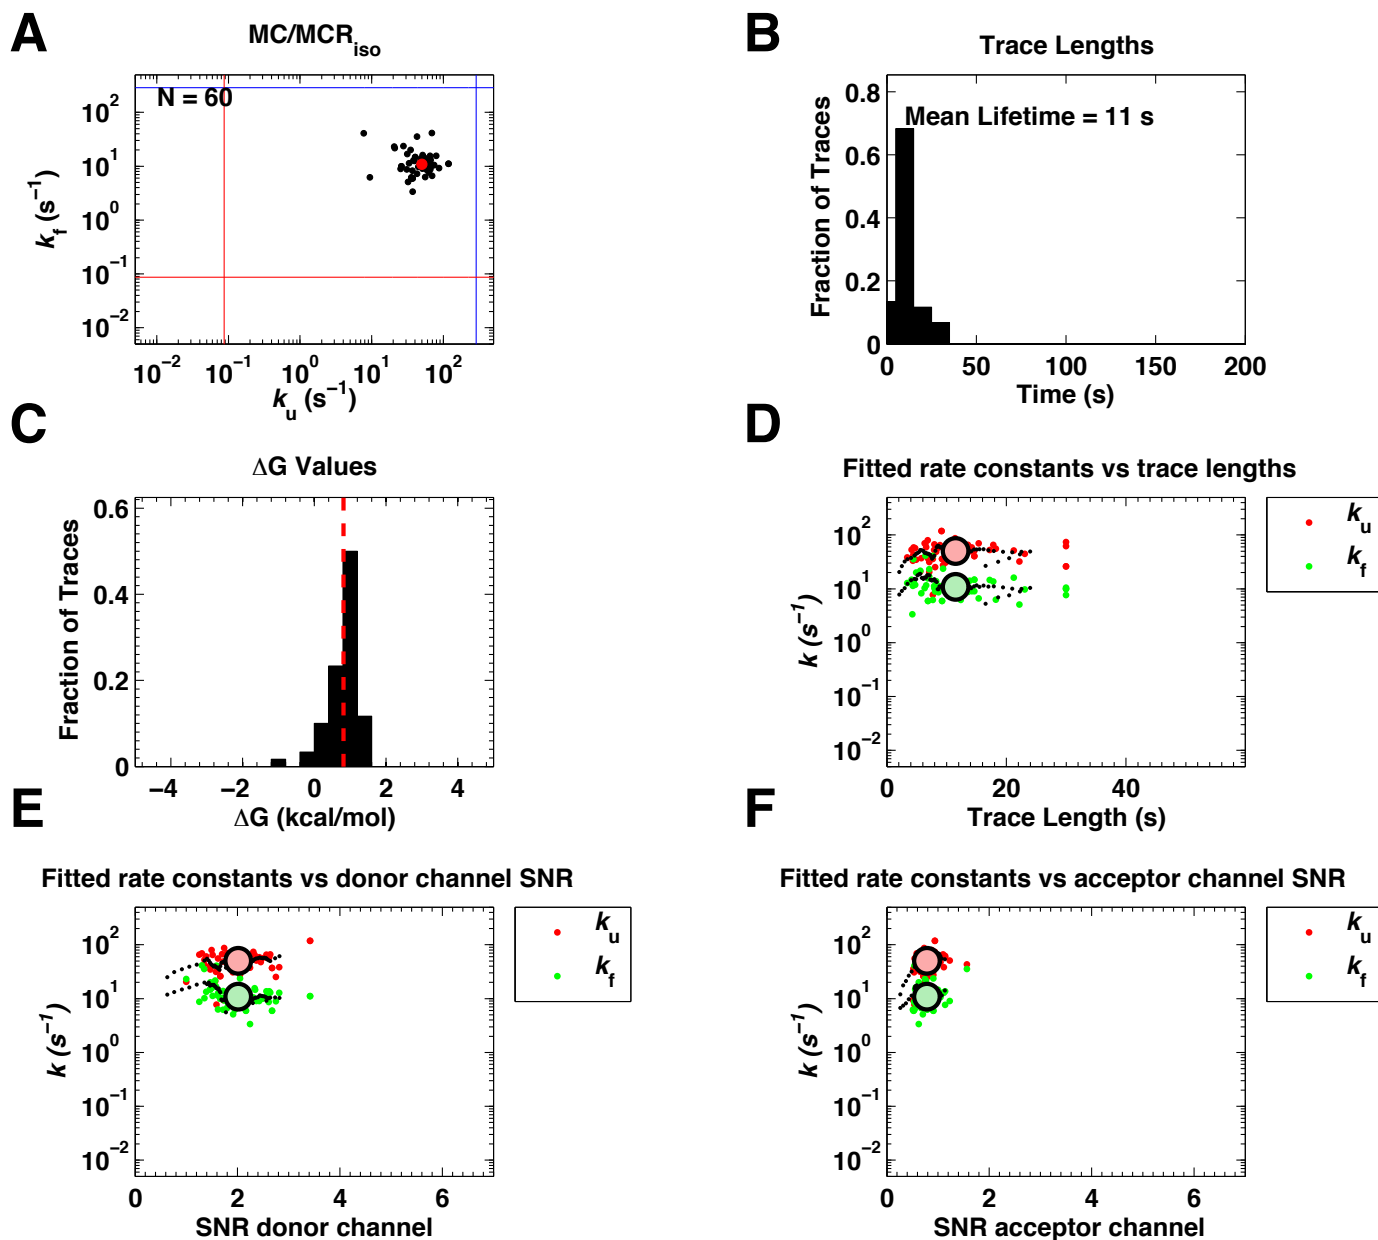 A
MC/MCR_iso
N = 60
10^2
10^1
10^0
10^−1
10^−2
k_f (s^−1)
10^−2 10^−1 10^0 10^1 10^2
k_u (s^−1)
B
Trace Lengths
Mean Lifetime = 11 s
0.8
0.6
0.4
0.2
0
Fraction of Traces
0 50 100 150 200
Time (s)
C
ΔG Values
0.6
0.4
0.2
0
Fraction of Traces
−4 −2 0 2 4
ΔG (kcal/mol)
D
Fitted rate constants vs trace lengths
k_u
k_f
10^2
10^1
10^0
10^−1
10^−2
k (s^−1)
0 20 40
Trace Length (s)
E
Fitted rate constants vs donor channel SNR
k_u
k_f
10^2
10^1
10^0
10^−1
10^−2
k (s^−1)
0 2 4 6
SNR donor channel
F
Fitted rate constants vs acceptor channel SNR
k_u
k_f
10^2
10^1
10^0
10^−1
10^−2
k (s^−1)
0 2 4 6
SNR acceptor channel